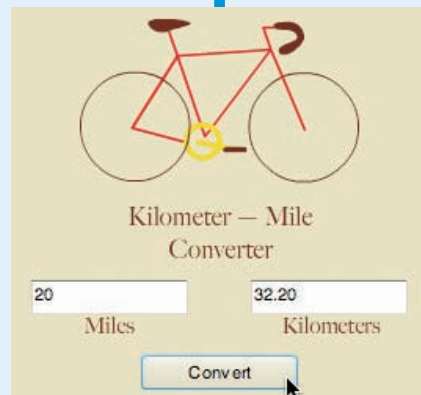 Kilometer — Mile
Converter
20
32.20
Miles
Kilometers
Convert